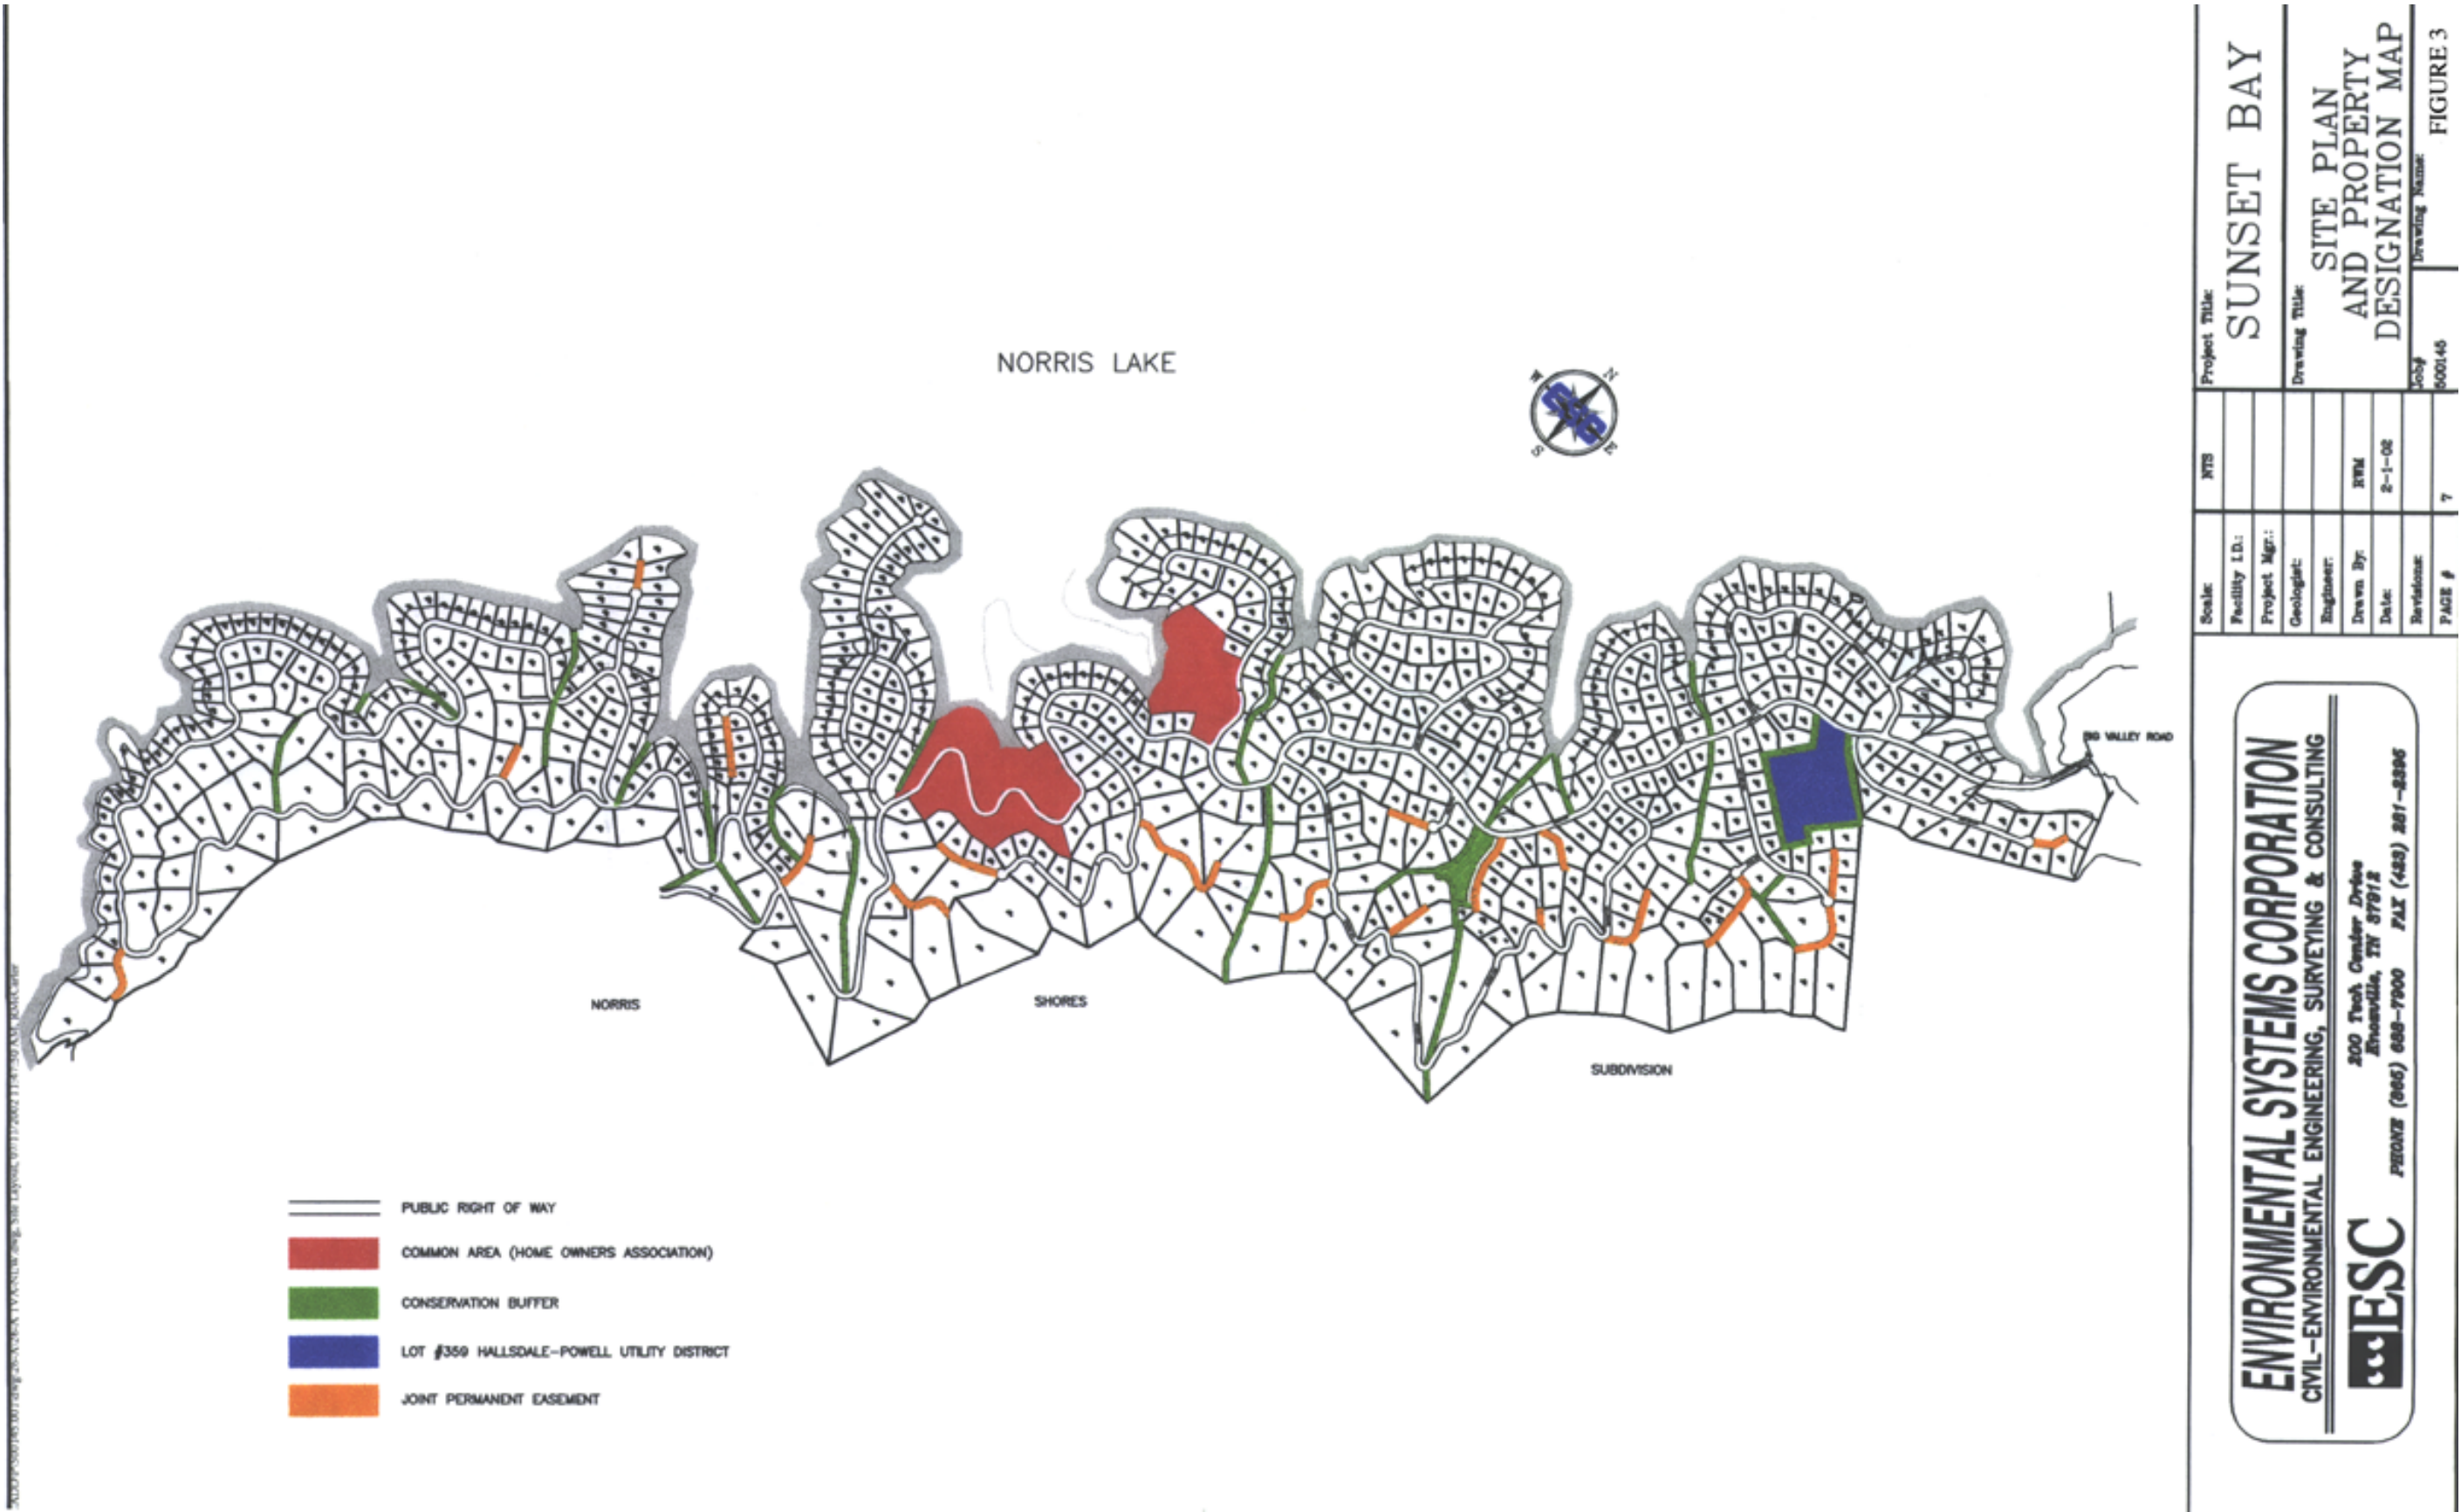 NORRIS LAKE
W
N
S
E
BIG VALLEY ROAD
NORRIS
SHORES
SUBDIVISION
PUBLIC RIGHT OF WAY
COMMON AREA (HOME OWNERS ASSOCIATION)
CONSERVATION BUFFER
LOT #359 HALLSDALE-POWELL UTILITY DISTRICT
JOINT PERMANENT EASEMENT
Project Title:
SUNSET BAY
Drawing Title:
SITE PLAN
AND PROPERTY
DESIGNATION MAP
Job#
500145
Drawing Name:
FIGURE 3
Scale: NTS
Facility I.D.:
Project Mgr.:
Geologist:
Engineer:
Drawn By: RWM
Date: 2-1-02
Revisions:
PAGE # 7
ENVIRONMENTAL SYSTEMS CORPORATION
CIVIL-ENVIRONMENTAL ENGINEERING, SURVEYING & CONSULTING
ESC
200 Tech Center Drive
Knoxville, TN 37912
PHONE (865) 688-7900 FAX (423) 281-2395